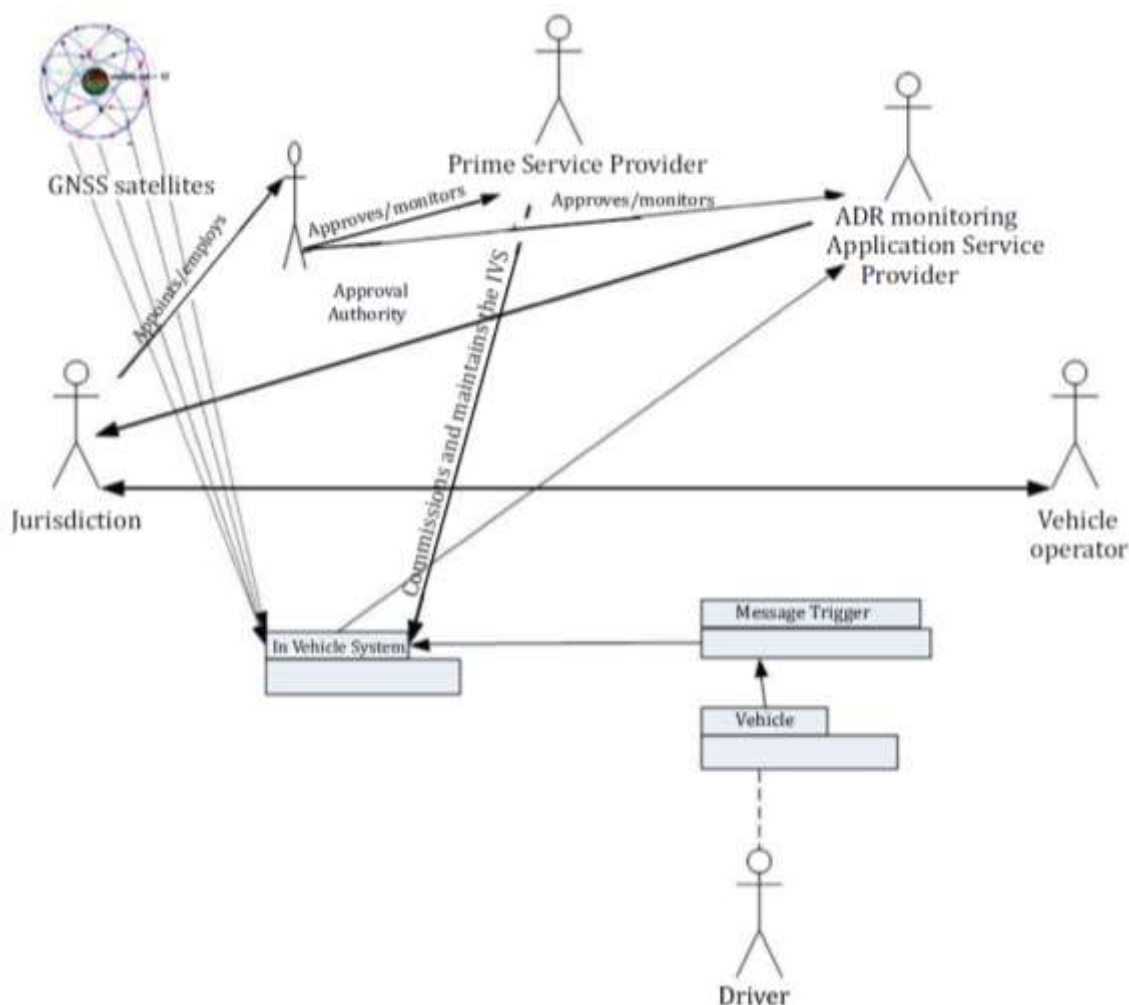 Prime Service Provider
GNSS satellites
Approves/monitors
Approves/monitors
ADR monitoring
Application Service
Provider
Appoints/employs
Approval
Authority
Commissions and maintains the IVS
Jurisdiction
Vehicle
operator
Message Trigger
In Vehicle System
Vehicle
Driver